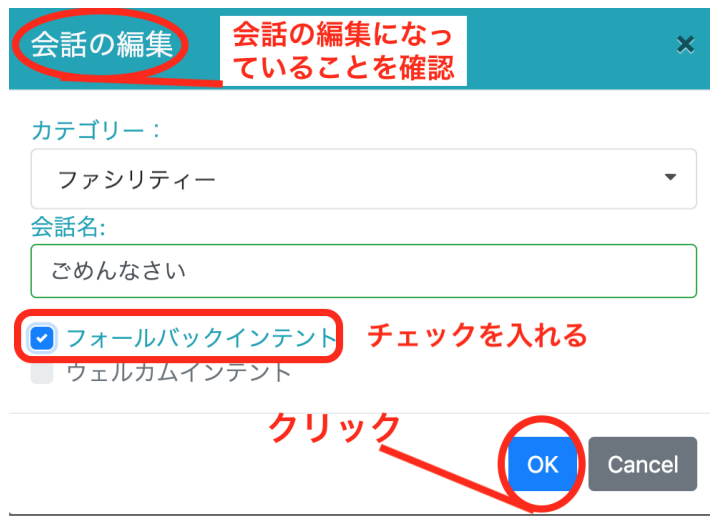 会話の編集
会話の編集になっ
ていることを確認
×
カテゴリー：
ファシリティー
会話名:
ごめんなさい
フォールバックインテント
チェックを入れる
ウェルカムインテント
クリック
OK
Cancel